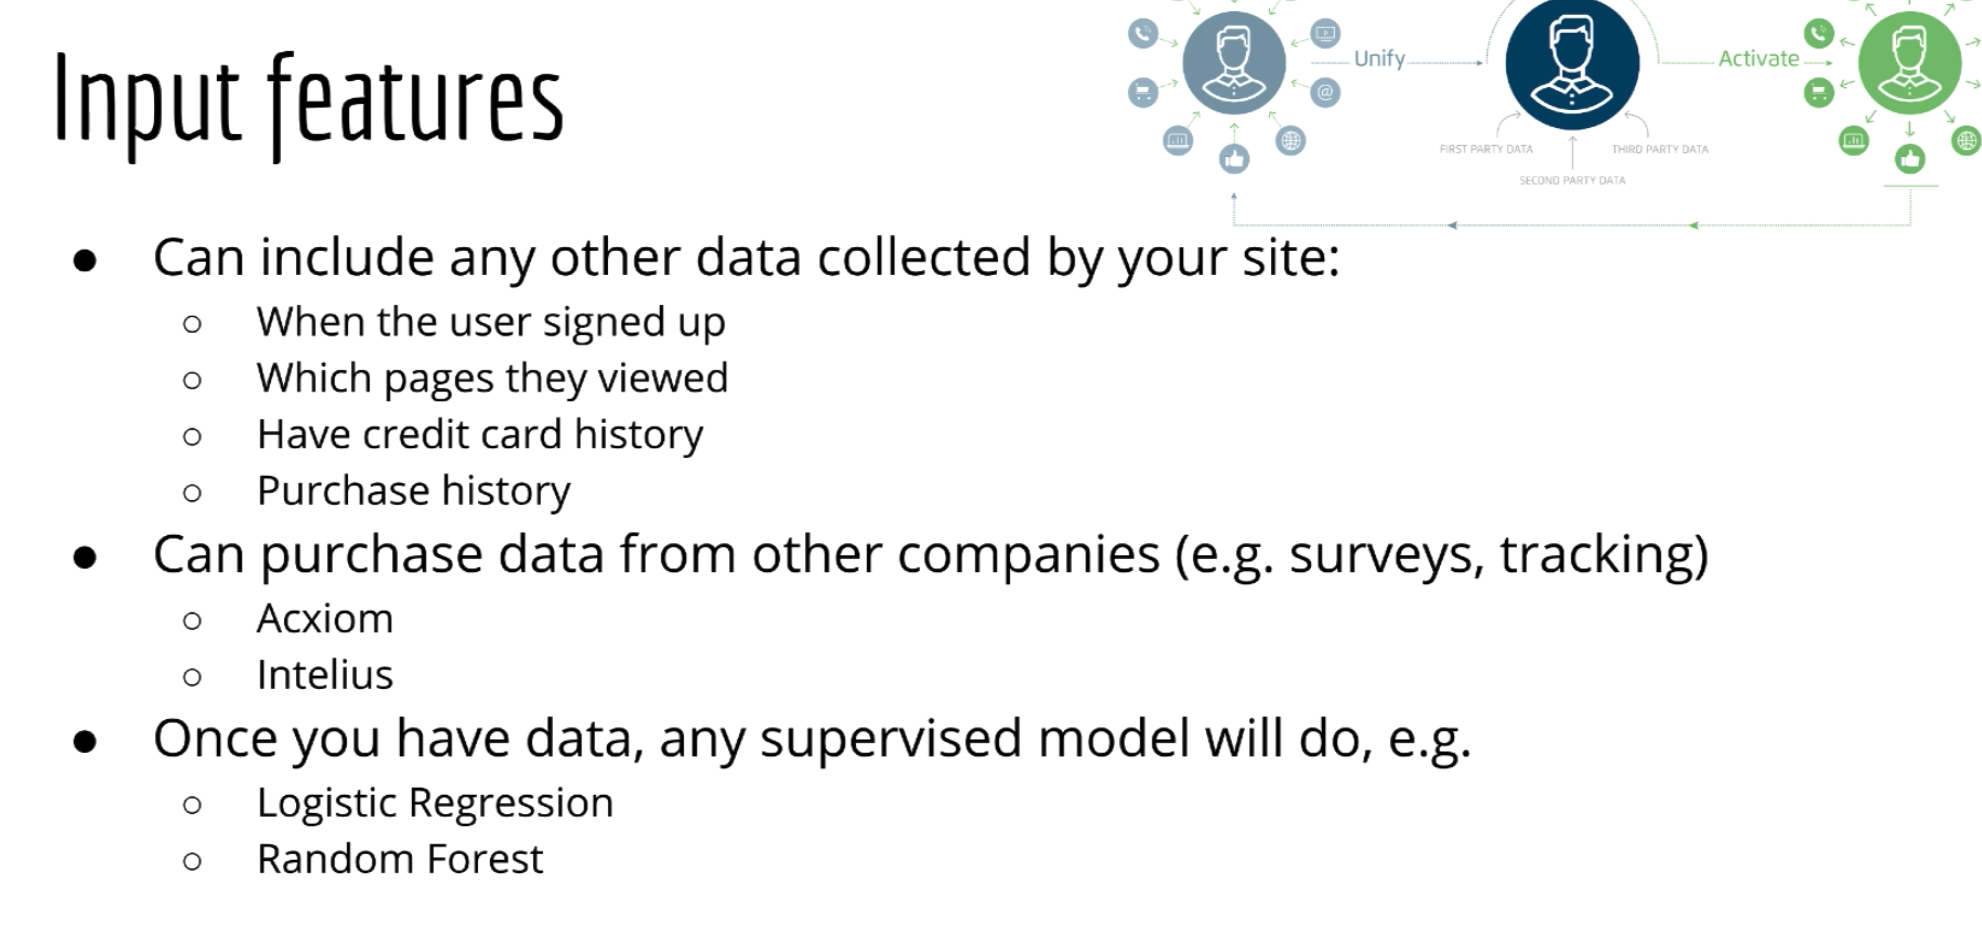 Input features
Unify
Activate
FIRST PARTY DATA
THIRD PARTY DATA
SECOND PARTY DATA
● Can include any other data collected by your site:
○ When the user signed up
○ Which pages they viewed
○ Have credit card history
○ Purchase history
● Can purchase data from other companies (e.g. surveys, tracking)
○ Acxiom
○ Intelius
● Once you have data, any supervised model will do, e.g.
○ Logistic Regression
○ Random Forest